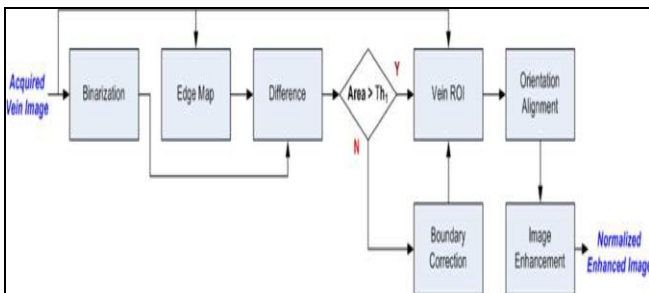 Acquired
Vein Image
Binarization
Edge Map
Difference
Area > Th₁
Y
N
Vein ROI
Orientation
Alignment
Boundary
Correction
Image
Enhancement
Normalized
Enhanced Image